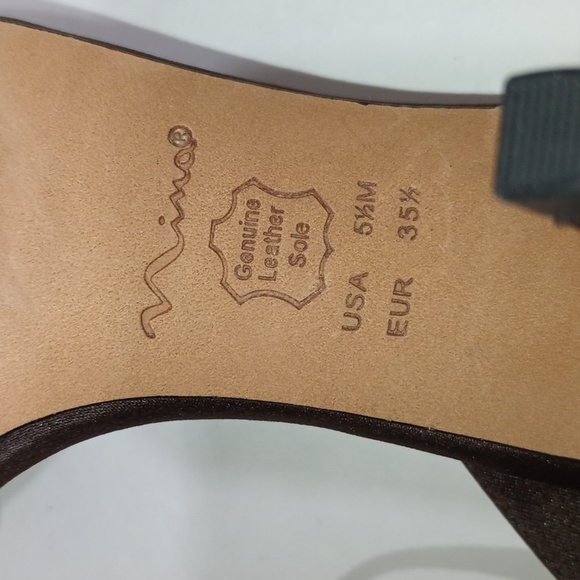 Nina®
Genuine
Leather
Sole
USA 5½M
EUR 35½